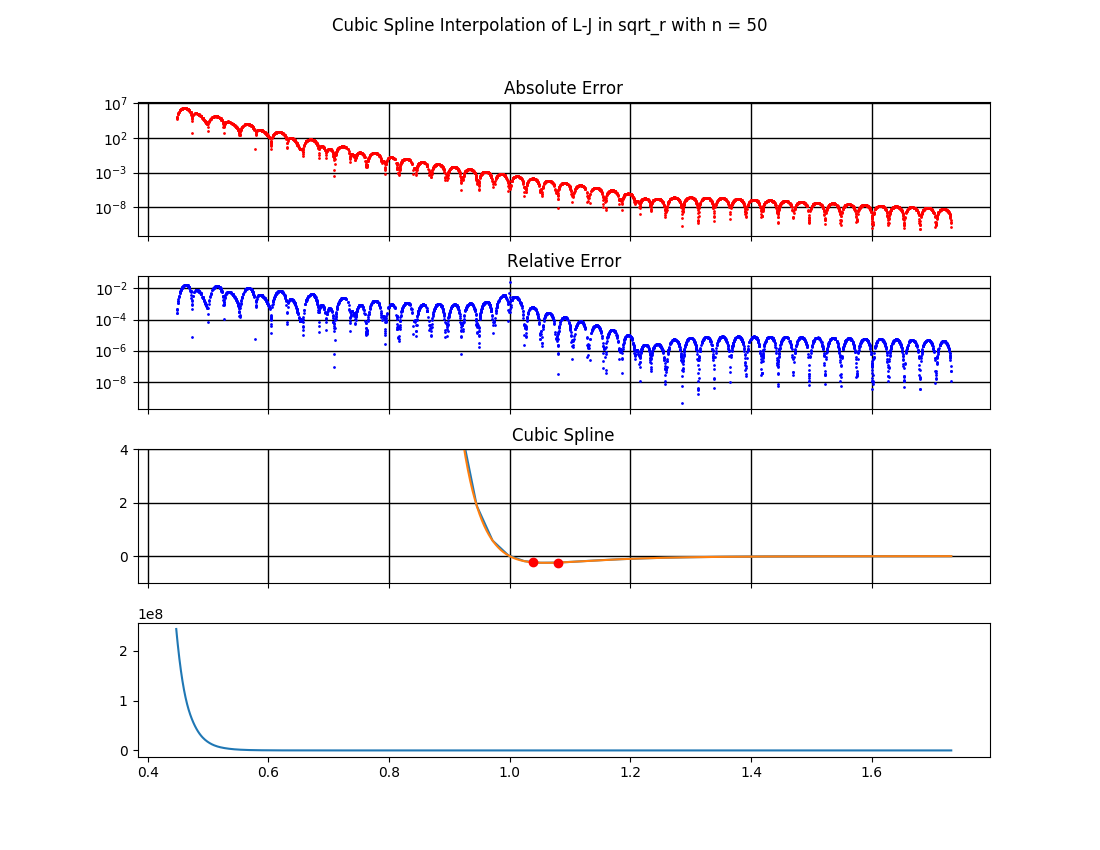 Cubic Spline Interpolation of L-J in sqrt_r with n = 50
Absolute Error
10^7
10^2
10^−3
10^−8
Relative Error
10^−2
10^−4
10^−6
10^−8
Cubic Spline
4
2
0
1e8
2
1
0
0.4 0.6 0.8 1.0 1.2 1.4 1.6